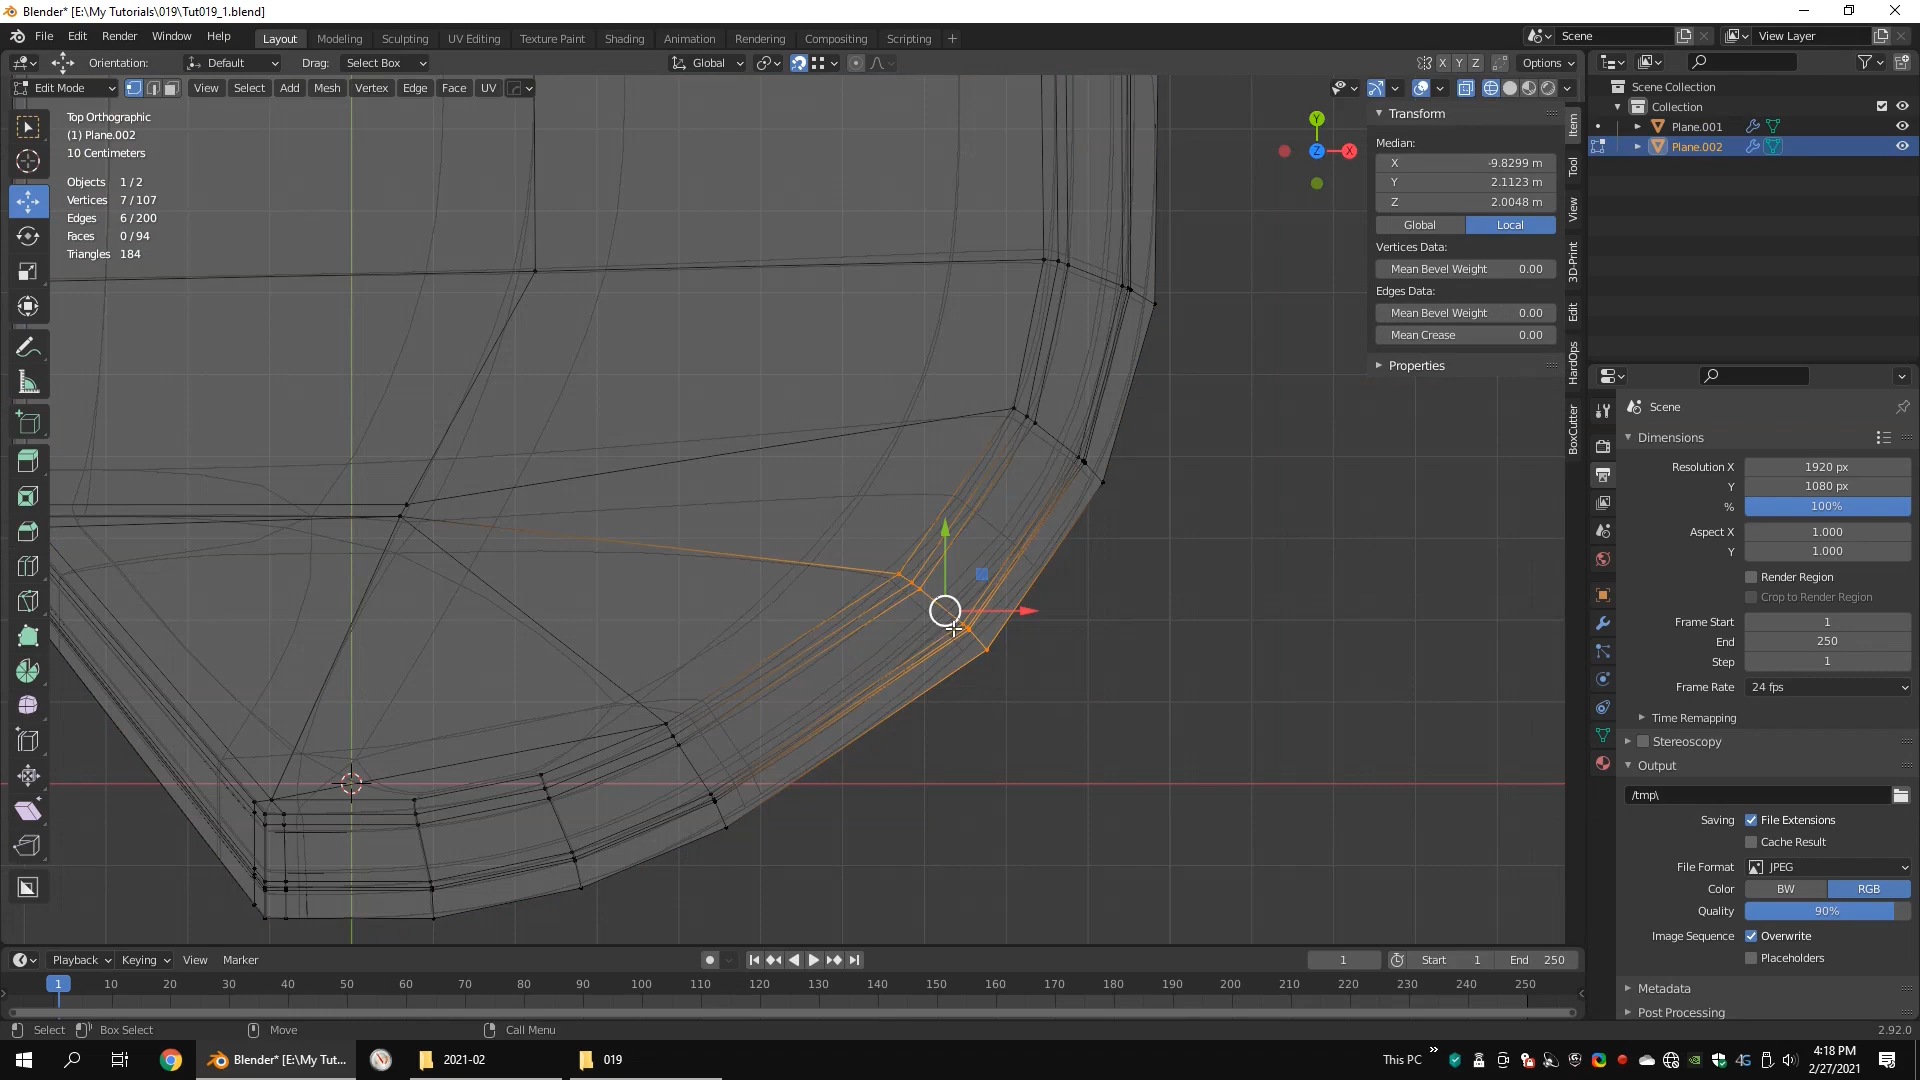 Blender* [E:\My Tutorials\019\Tut019_1.blend]
File Edit Render Window Help Layout Modeling Sculpting UV Editing Texture Paint Shading Animation Rendering Compositing Scripting + Scene View Layer
Orientation: Default Drag: Select Box Global X Y Z Options
Edit Mode View Select Add Mesh Vertex Edge Face UV
Top Orthographic
(1) Plane.002
10 Centimeters
Objects 1 / 2
Vertices 7 / 107
Edges 6 / 200
Faces 0 / 94
Triangles 184
Y
Z
X
Transform
Median:
X -9.8299 m
Y 2.1123 m
Z 2.0048 m
Global Local
Vertices Data:
Mean Bevel Weight 0.00
Edges Data:
Mean Bevel Weight 0.00
Mean Crease 0.00
Properties
Item
Tool
View
3D-Print
Edit
HardOps
BoxCutter
Scene Collection
Collection
Plane.001
Plane.002
Scene
Dimensions
Resolution X 1920 px
Y 1080 px
% 100%
Aspect X 1.000
Y 1.000
Render Region
Crop to Render Region
Frame Start 1
End 250
Step 1
Frame Rate 24 fps
Time Remapping
Stereoscopy
Output
/tmp\
Saving File Extensions
Cache Result
File Format JPEG
Color BW RGB
Quality 90%
Image Sequence Overwrite
Placeholders
Metadata
Post Processing
Playback Keying View Marker 1 Start 1 End 250
1 10 20 30 40 50 60 70 80 90 100 110 120 130 140 150 160 170 180 190 200 210 220 230 240 250
Select Box Select Move Call Menu 2.92.0
Blender* [E:\My Tut... 2021-02 019 This PC » 4G 4:18 PM
2/27/2021